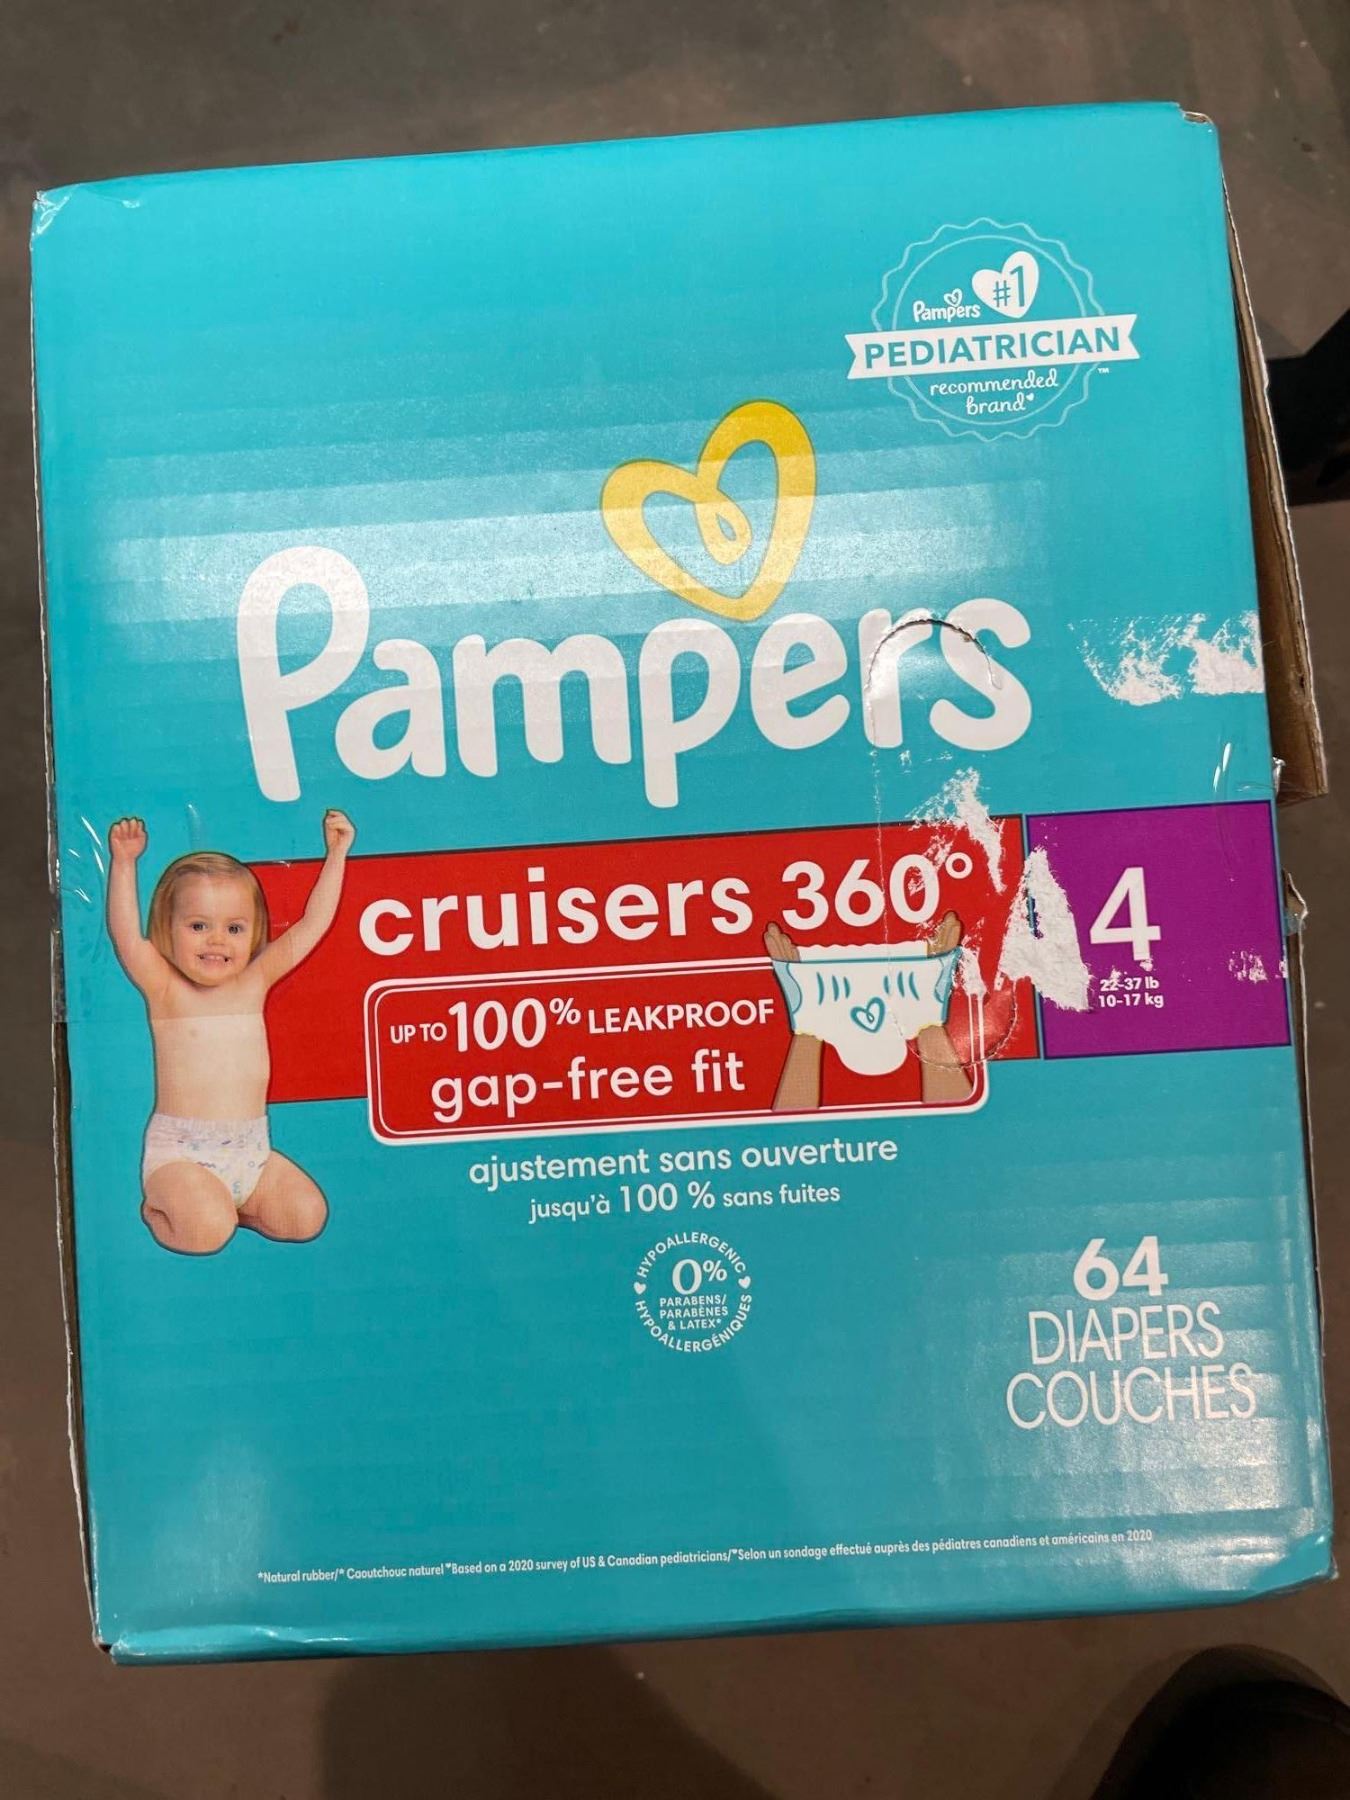 Pampers #1
PEDIATRICIAN™
recommended
brand♥
Pampers
cruisers 360°
4
22-37 lb
10-17 kg
UP TO 100% LEAKPROOF
gap-free fit
ajustement sans ouverture
jusqu'à 100 % sans fuites
HYPOALLERGENIC
0%
PARABENS/
PARABÈNES
& LATEX*
HYPOALLERGÉNIQUES
64
DIAPERS
COUCHES
*Natural rubber/* Caoutchouc naturel ♥Based on a 2020 survey of US & Canadian pediatricians/♥Selon un sondage effectué auprès des pédiatres canadiens et américains en 2020